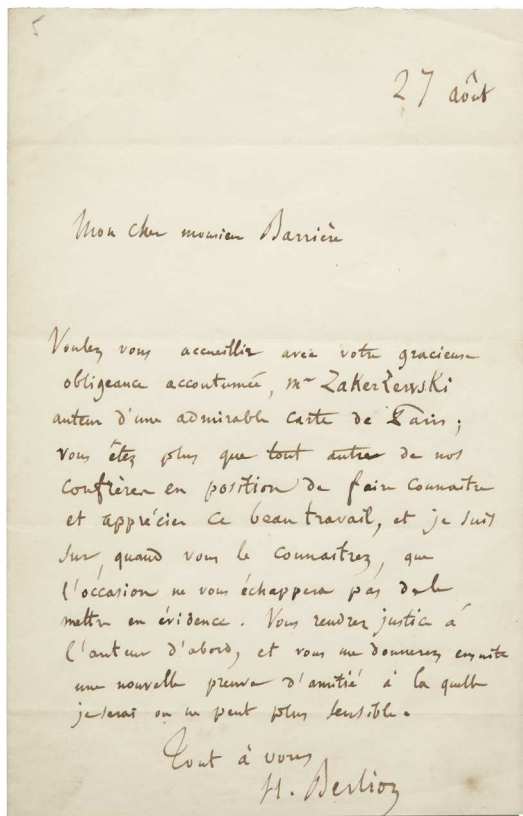 5
27 août
Mon cher monsieur Barrière
Voulez vous accueillir avec votre gracieuse
obligeance accoutumée, mr ZakerZewski
auteur d'une admirable carte de Paris;
vous êtez plus que tout autre de nos
confrères en position de faire connaitre
et apprécier ce beau travail, et je suis
sur, quand vous le connaitrez, que
l'occasion ne vous échappera pas de le
mettre en évidence. Vous rendrez justice à
l'auteur d'abord, et vous me donnerez ensuite
une nouvelle preuve d'amitié à la quelle
je serai on ne peut plus sensible.
Tout à vous
H. Berlioz